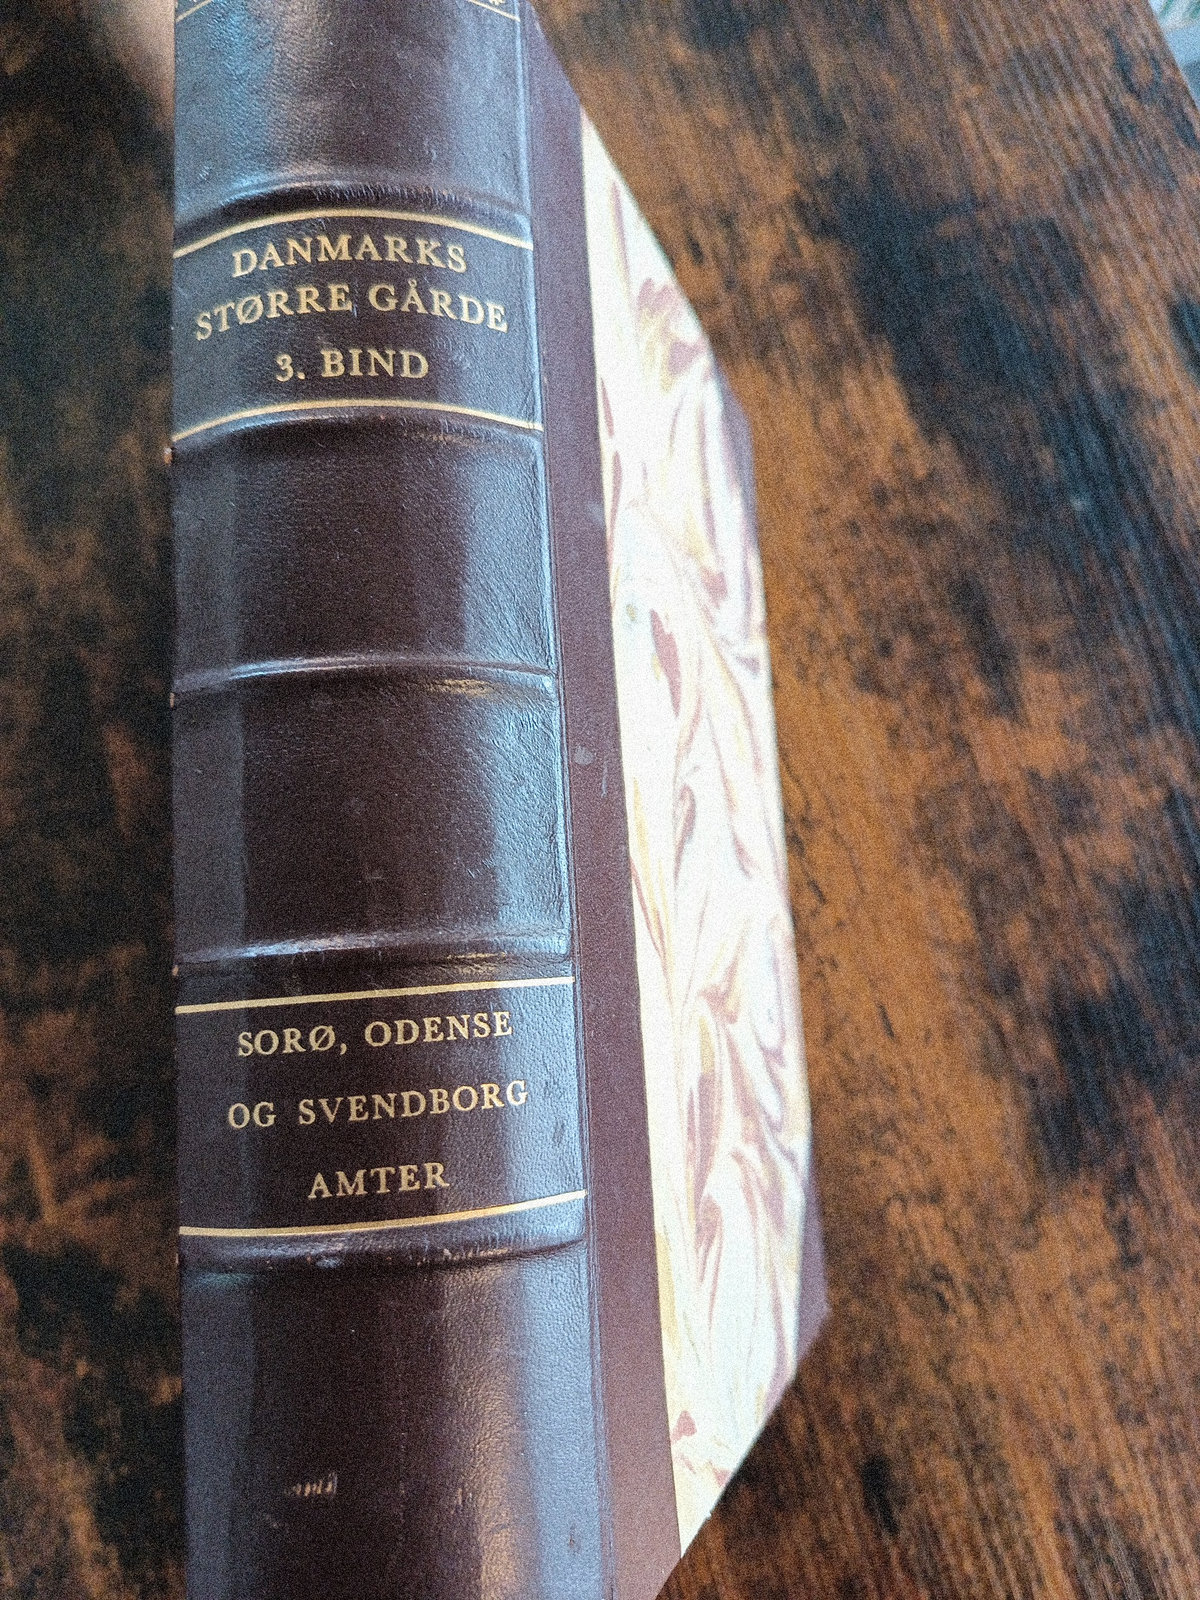 DANMARKS
STØRRE GÅRDE
3. BIND
SORØ, ODENSE
OG SVENDBORG
AMTER